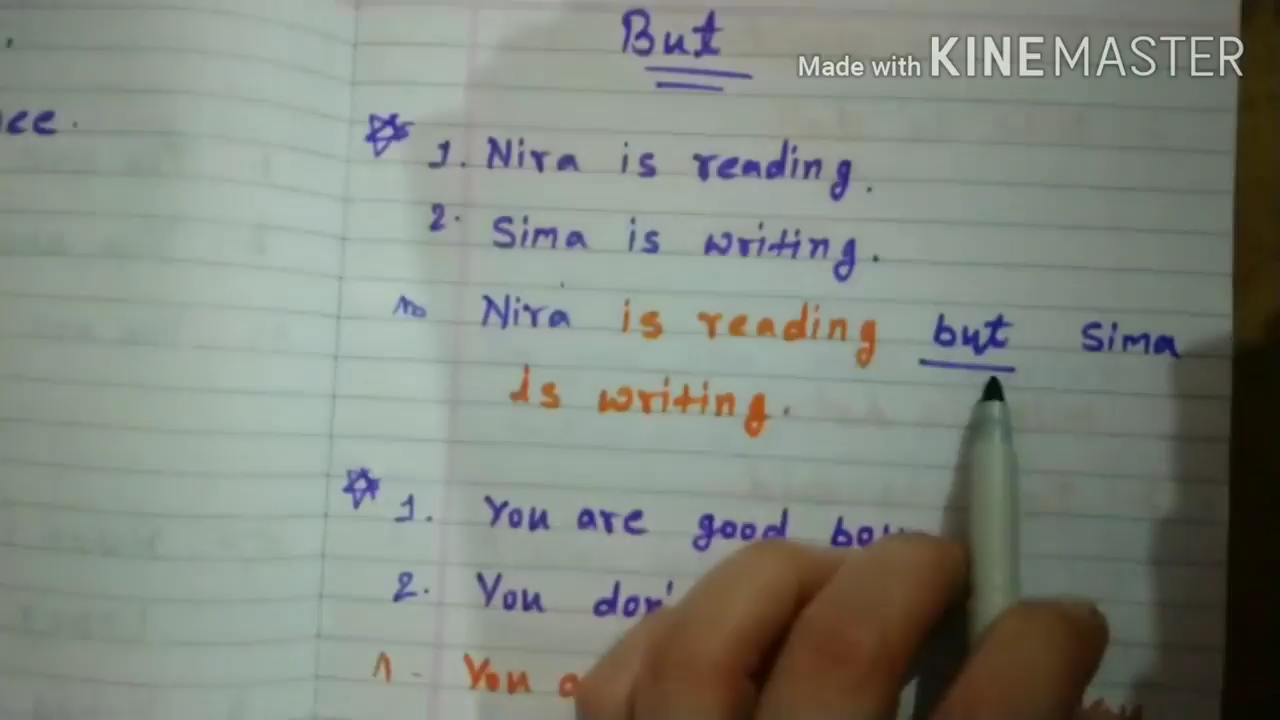 But
Made with KINEMASTER
1. Nira is reading.
2. Sima is writing.
Nira is reading but Sima
is writing.
1. You are good
2. You
You